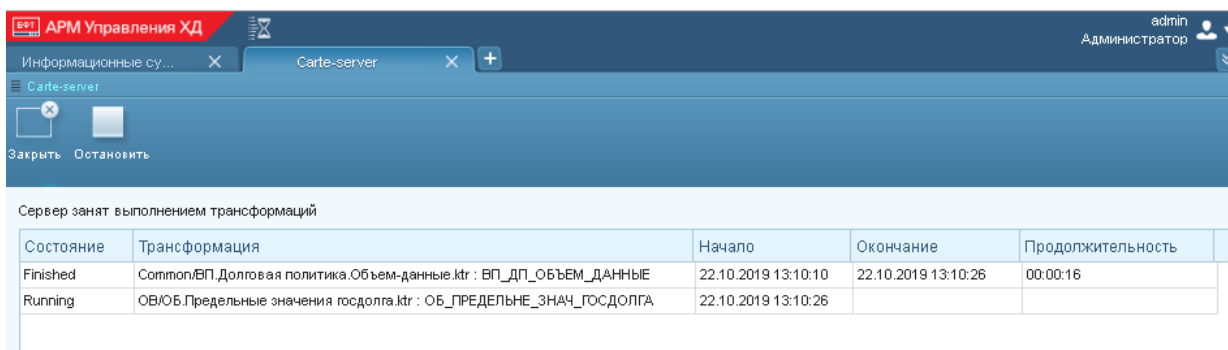 БФТ АРМ Управления ХД
admin
Администратор
Информационные су...
Carte-server
Carte-server
Закрыть Остановить
Сервер занят выполнением трансформаций
Состояние Трансформация Начало Окончание Продолжительность
Finished Common/ВП.Долговая политика.Объем-данные.ktr : ВП_ДП_ОБЪЕМ_ДАННЫЕ 22.10.2019 13:10:10 22.10.2019 13:10:26 00:00:16
Running ОВ/ОБ.Предельные значения госдолга.ktr : ОБ_ПРЕДЕЛЬНЕ_ЗНАЧ_ГОСДОЛГА 22.10.2019 13:10:26